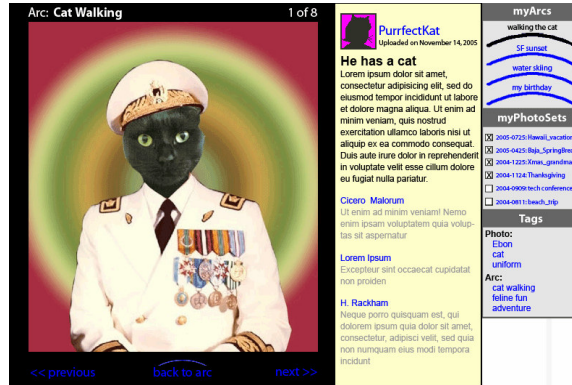 Arc: Cat Walking
1 of 8
<< previous
back to arc
next >>
PurrfectKat
Uploaded on November 14, 2005
He has a cat
Lorem ipsum dolor sit amet,
consectetur adipisicing elit, sed do
eiusmod tempor incididunt ut labore
et dolore magna aliqua. Ut enim ad
minim veniam, quis nostrud
exercitation ullamco laboris nisi ut
aliquip ex ea commodo consequat.
Duis aute irure dolor in reprehenderit
in voluptate velit esse cillum dolore
eu fugiat nulla pariatur.
Cicero Malorum
Ut enim ad minim veniam! Nemo
enim ipsam voluptatem quia volup-
tas sit aspernatur
Lorem Ipsum
Excepteur sint occaecat cupidatat
non proiden
H. Rackham
Neque porro quisquam est, qui
dolorem ipsum quia dolor sit amet,
consectetur, adipisci velit, sed quia
non numquam eius modi tempora
incidunt
myArcs
walking the cat
SF sunset
water skiing
my birthday
myPhotoSets
2005-0725: Hawaii_vacation
2005-0425: Baja_SpringBrea
2004-1225: Xmas_grandma
2004-1124: Thanksgiving
2004-0909: tech conference
2004-0811: beach_trip
Tags
Photo:
Ebon
cat
uniform
Arc:
cat walking
feline fun
adventure